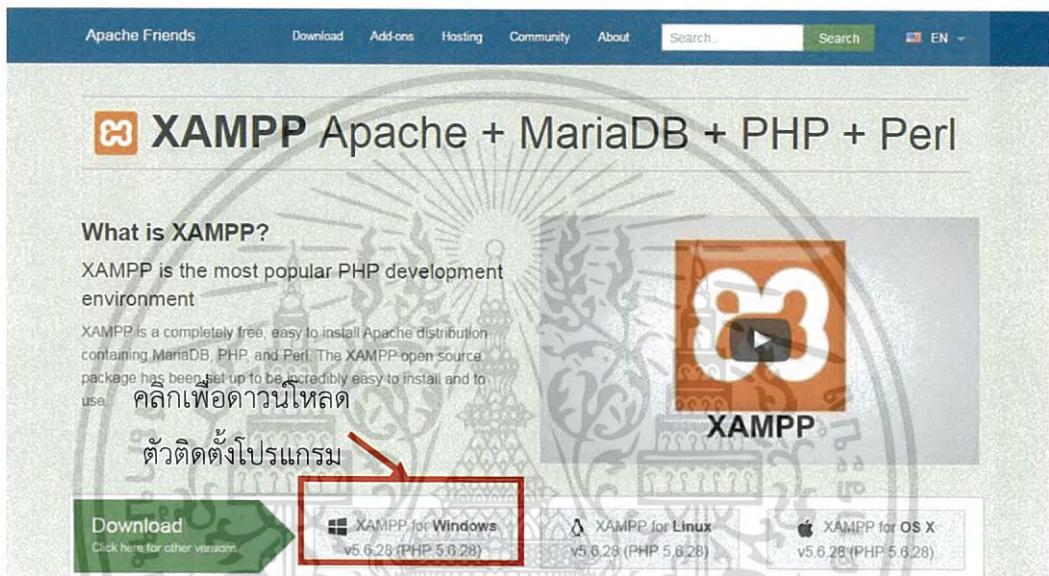 Apache Friends Download Add-ons Hosting Community About Search... Search EN
XAMPP Apache + MariaDB + PHP + Perl
What is XAMPP?
XAMPP is the most popular PHP development
environment
XAMPP is a completely free, easy to install Apache distribution
containing MariaDB, PHP, and Perl. The XAMPP open source
package has been set up to be incredibly easy to install and to
use.
คลิกเพื่อดาวน์โหลด
ตัวติดตั้งโปรแกรม
XAMPP
Download
Click here for other versions
XAMPP for Windows
v5.6.28 (PHP 5.6.28)
XAMPP for Linux
v5.6.28 (PHP 5.6.28)
XAMPP for OS X
v5.6.28 (PHP 5.6.28)